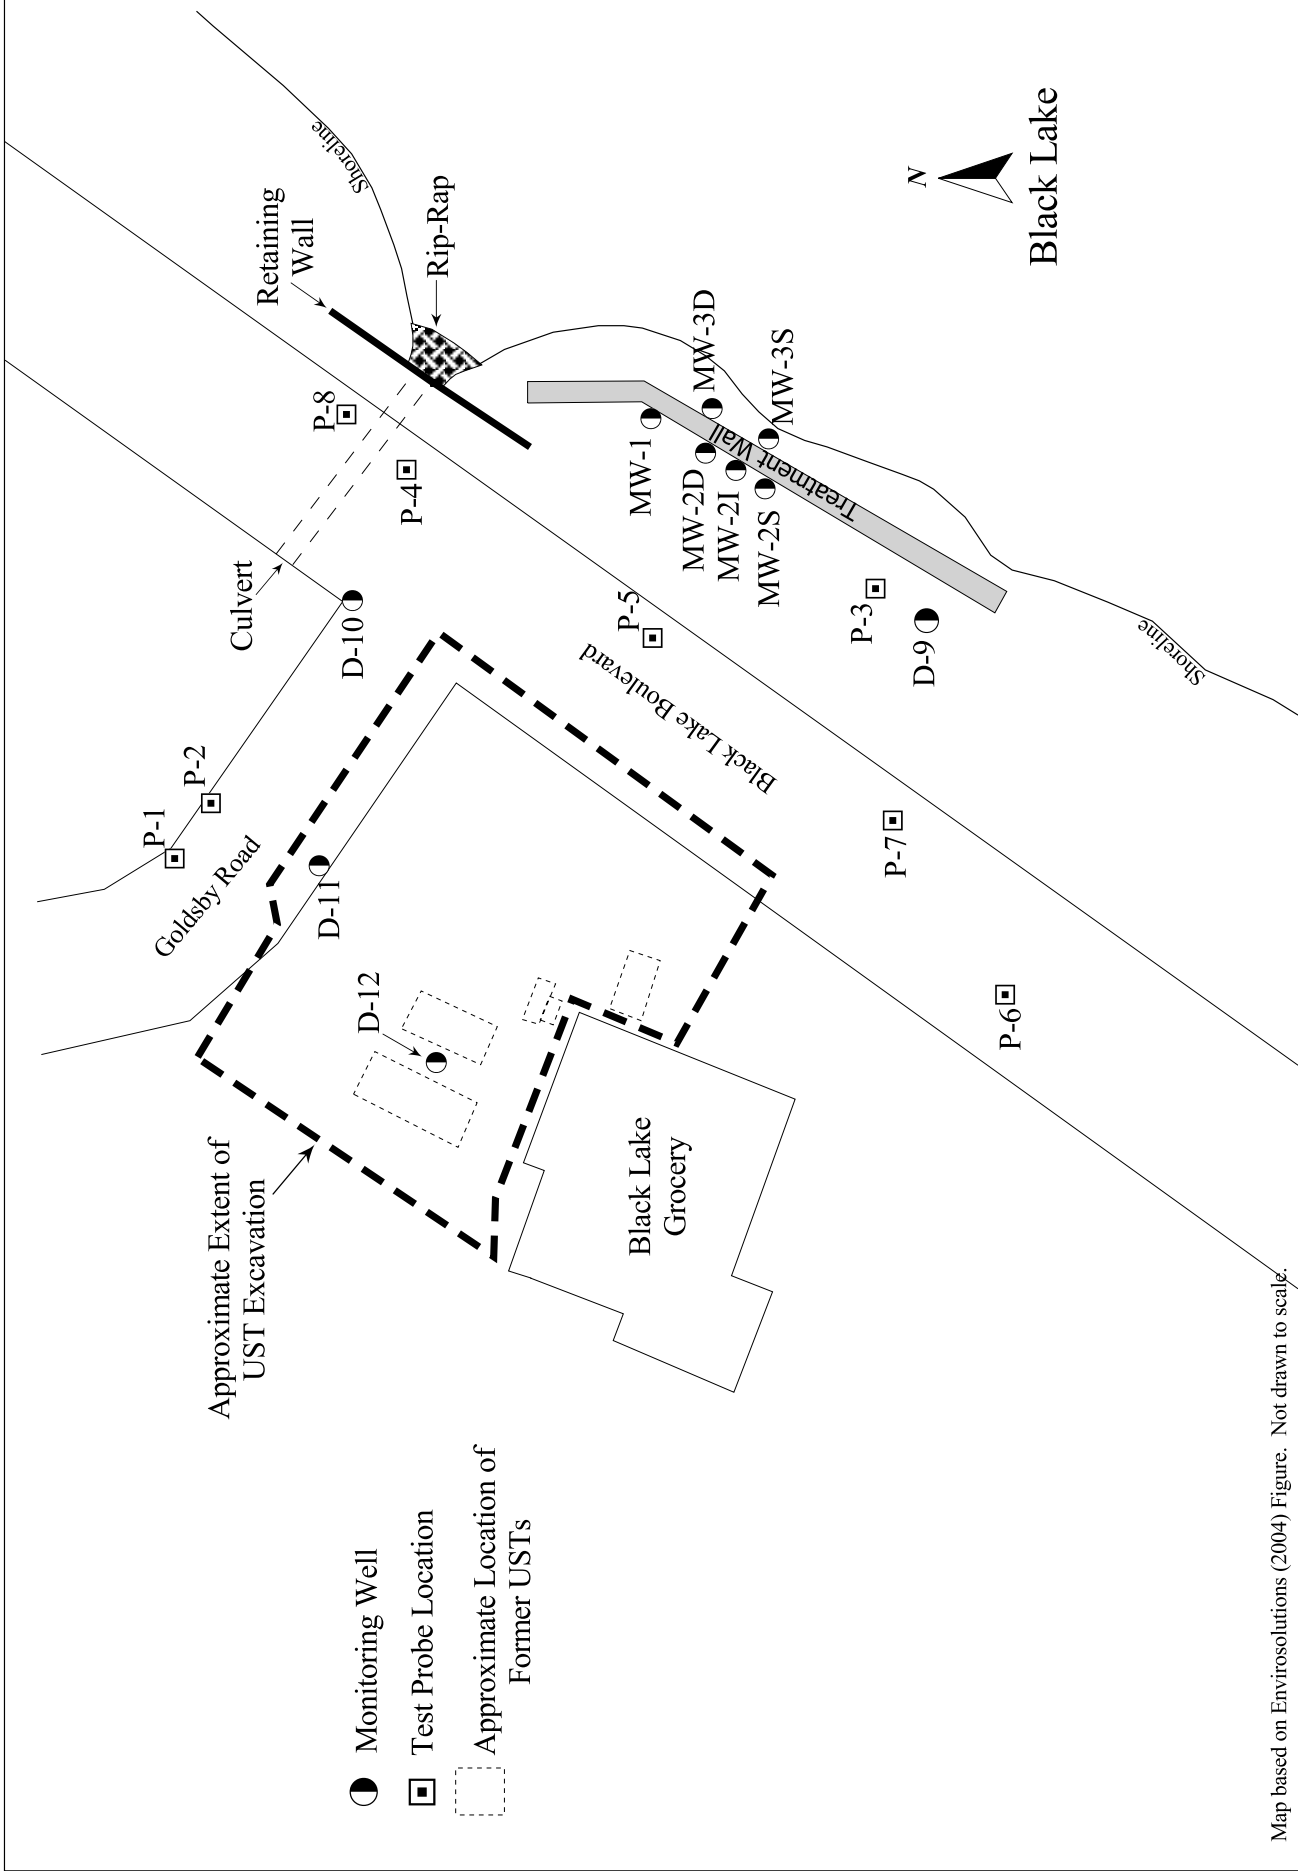 Approximate Extent of
UST Excavation
Goldsby Road
P-1
P-2
Culvert
D-10
P-8
P-4
Retaining
Wall
Shoreline
Rip-Rap
D-11
D-12
P-5
Black Lake Boulevard
MW-1
MW-2D
MW-2I
MW-2S
MW-3D
MW-3S
Treatment Wall
P-3
D-9
P-7
P-6
Shoreline
N
Black Lake
Black Lake
Grocery
Monitoring Well
Test Probe Location
Approximate Location of
Former USTs
Map based on Envirosolutions (2004) Figure. Not drawn to scale.